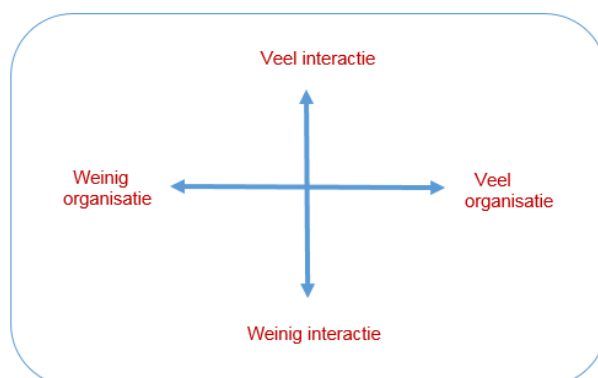 Veel interactie
Weinig
organisatie
Veel
organisatie
Weinig interactie